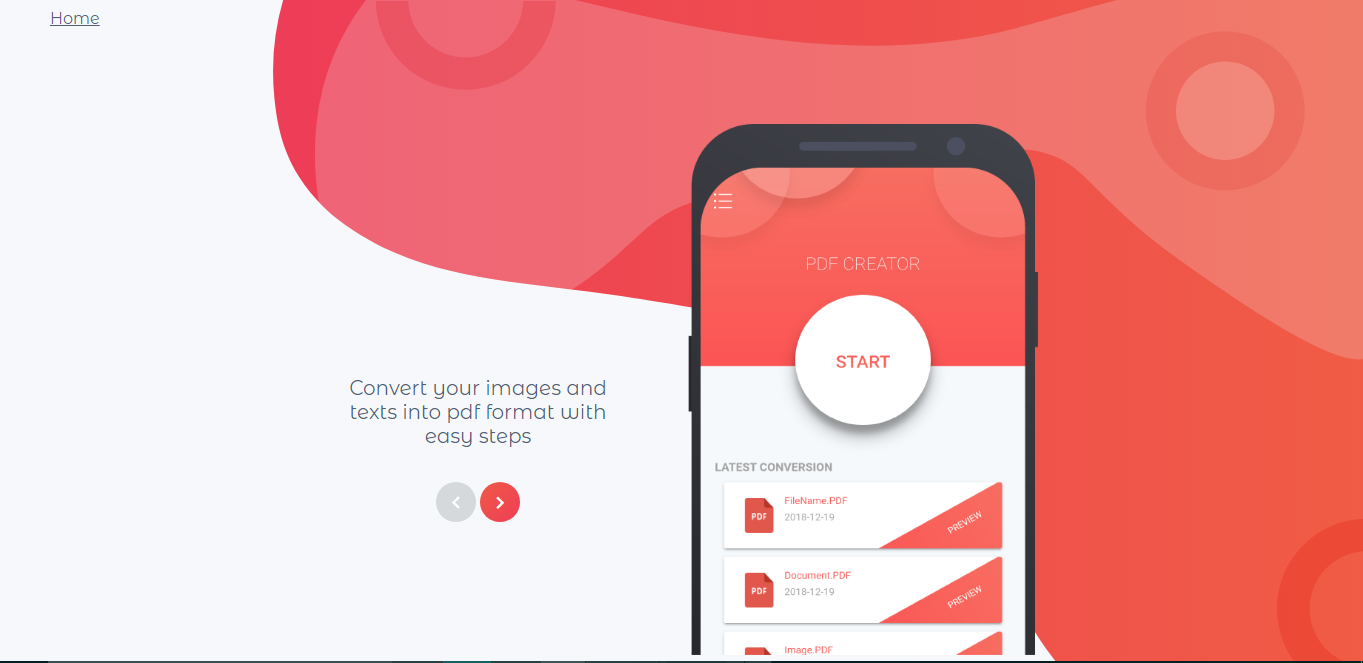 Home
Convert your images and
texts into pdf format with
easy steps
PDF CREATOR
START
LATEST CONVERSION
PDF
FileName.PDF
2018-12-19
PREVIEW
PDF
Document.PDF
2018-12-19
PREVIEW
Image.PDF